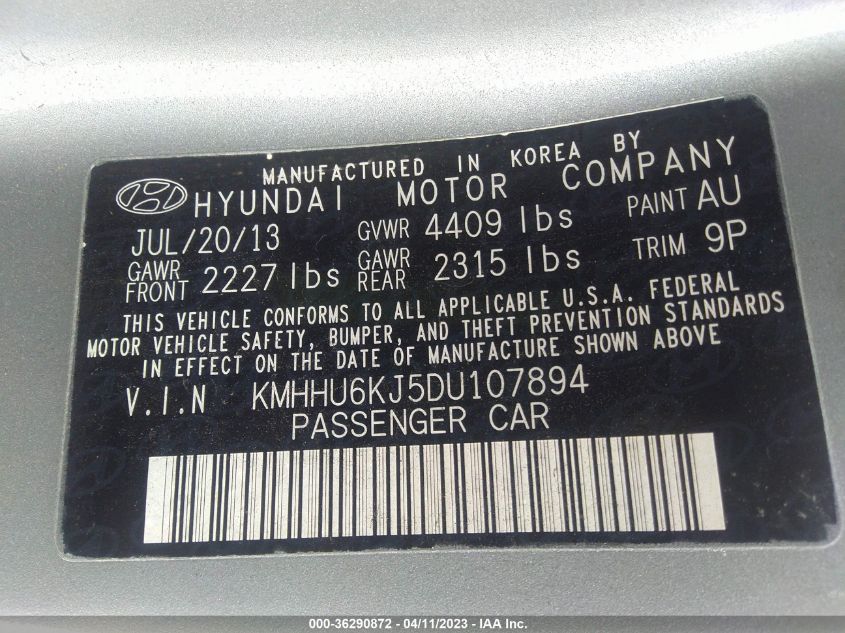 MANUFACTURED IN KOREA BY
HYUNDAI MOTOR COMPANY
JUL/20/13 GVWR 4409 lbs PAINT AU
GAWR FRONT 2227 lbs GAWR REAR 2315 lbs TRIM 9P
THIS VEHICLE CONFORMS TO ALL APPLICABLE U.S.A. FEDERAL
MOTOR VEHICLE SAFETY, BUMPER, AND THEFT PREVENTION STANDARDS
IN EFFECT ON THE DATE OF MANUFACTURE SHOWN ABOVE
V.I.N KMHHU6KJ5DU107894
PASSENGER CAR
000-36290872 - 04/11/2023 - IAA Inc.